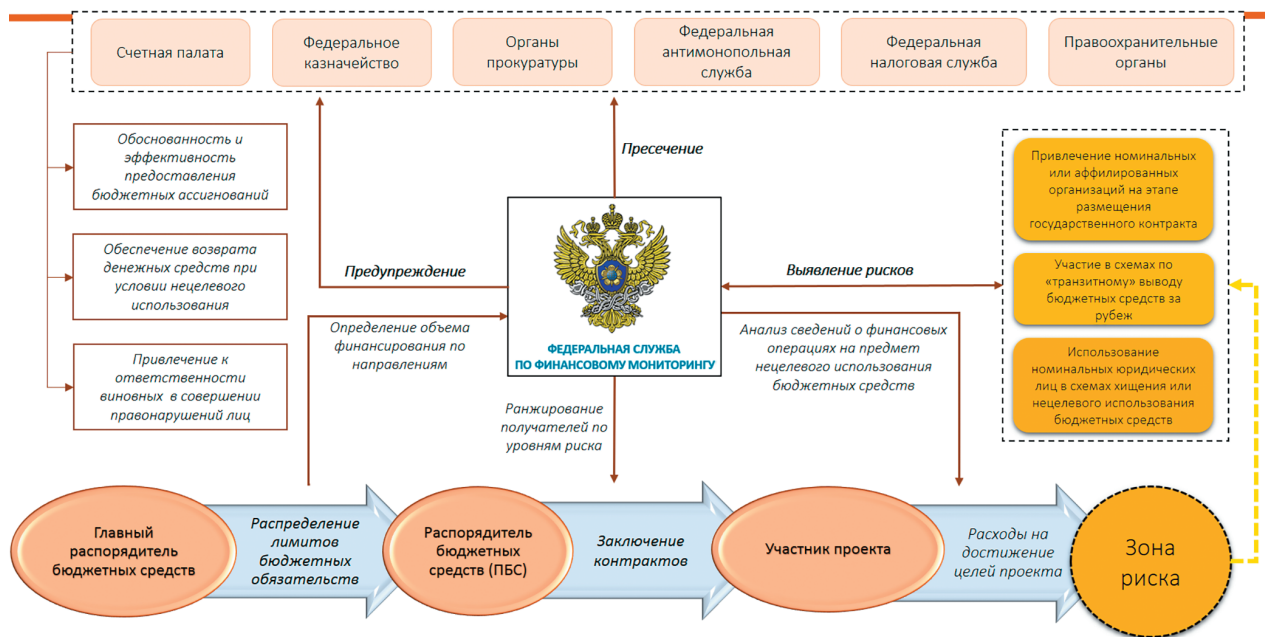 Счетная палата
Федеральное
казначейство
Органы
прокуратуры
Федеральная
антимонопольная
служба
Федеральная
налоговая служба
Правоохранительные
органы
Обоснованность и
эффективность
предоставления
бюджетных ассигнований
Обеспечение возврата
денежных средств при
условии нецелевого
использования
Привлечение к
ответственности
виновных в совершении
правонарушений лиц
Пресечение
Предупреждение
Выявление рисков
ФЕДЕРАЛЬНАЯ СЛУЖБА
ПО ФИНАНСОВОМУ МОНИТОРИНГУ
Определение объема
финансирования по
направлениям
Анализ сведений о финансовых
операциях на предмет
нецелевого использования
бюджетных средств
Ранжирование
получателей по
уровням риска
Привлечение номинальных
или аффилированных
организаций на этапе
размещения
государственного контракта
Участие в схемах по
«транзитному» выводу
бюджетных средств за
рубеж
Использование
номинальных юридических
лиц в схемах хищения или
нецелевого использования
бюджетных средств
Главный
распорядитель
бюджетных средств
Распределение
лимитов
бюджетных
обязательств
Распорядитель
бюджетных
средств (ПБС)
Заключение
контрактов
Участник проекта
Расходы на
достижение
целей проекта
Зона
риска